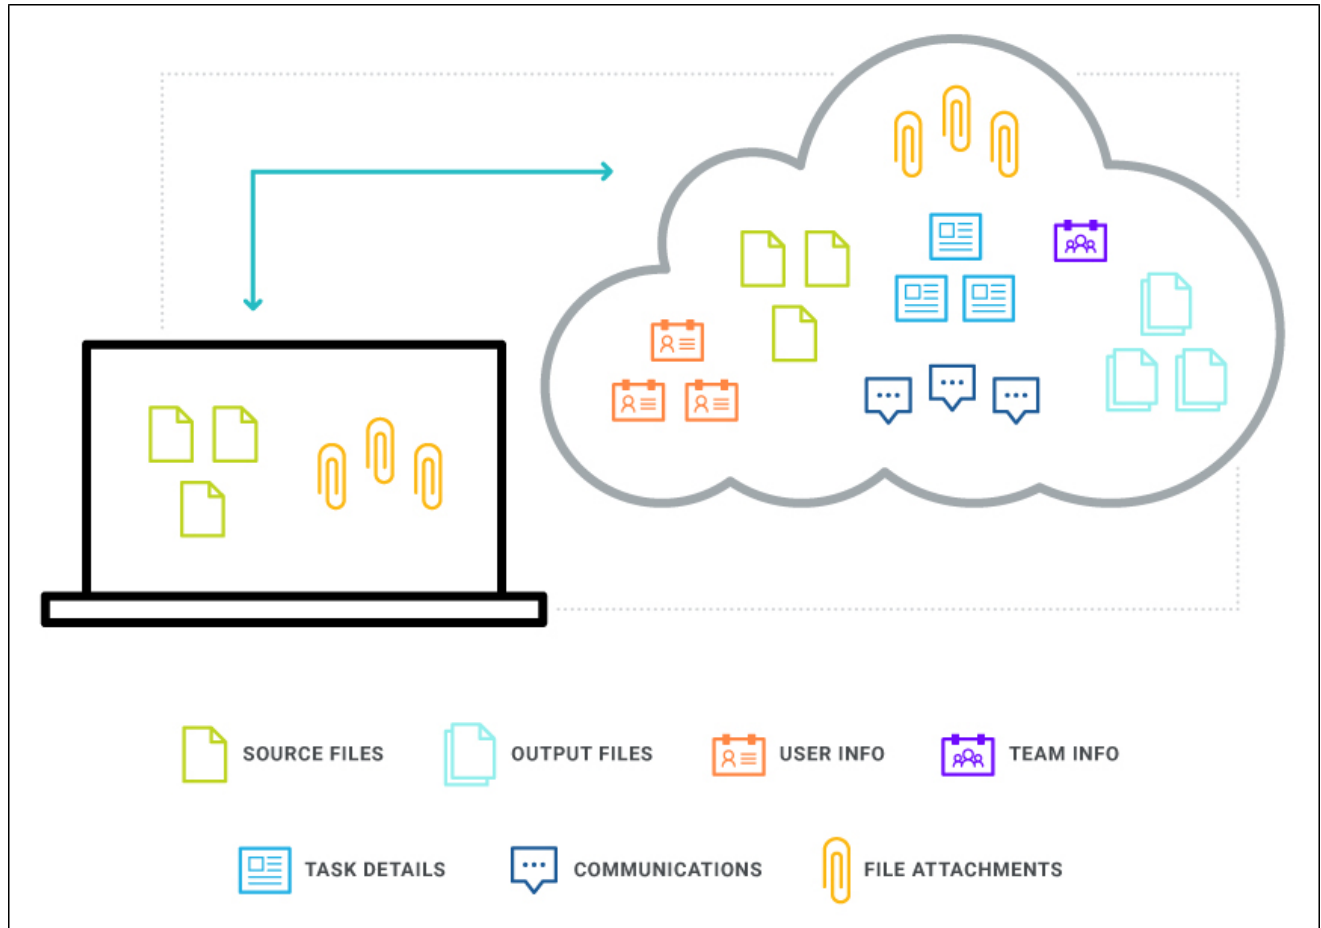 SOURCE FILES
OUTPUT FILES
USER INFO
TEAM INFO
TASK DETAILS
COMMUNICATIONS
FILE ATTACHMENTS